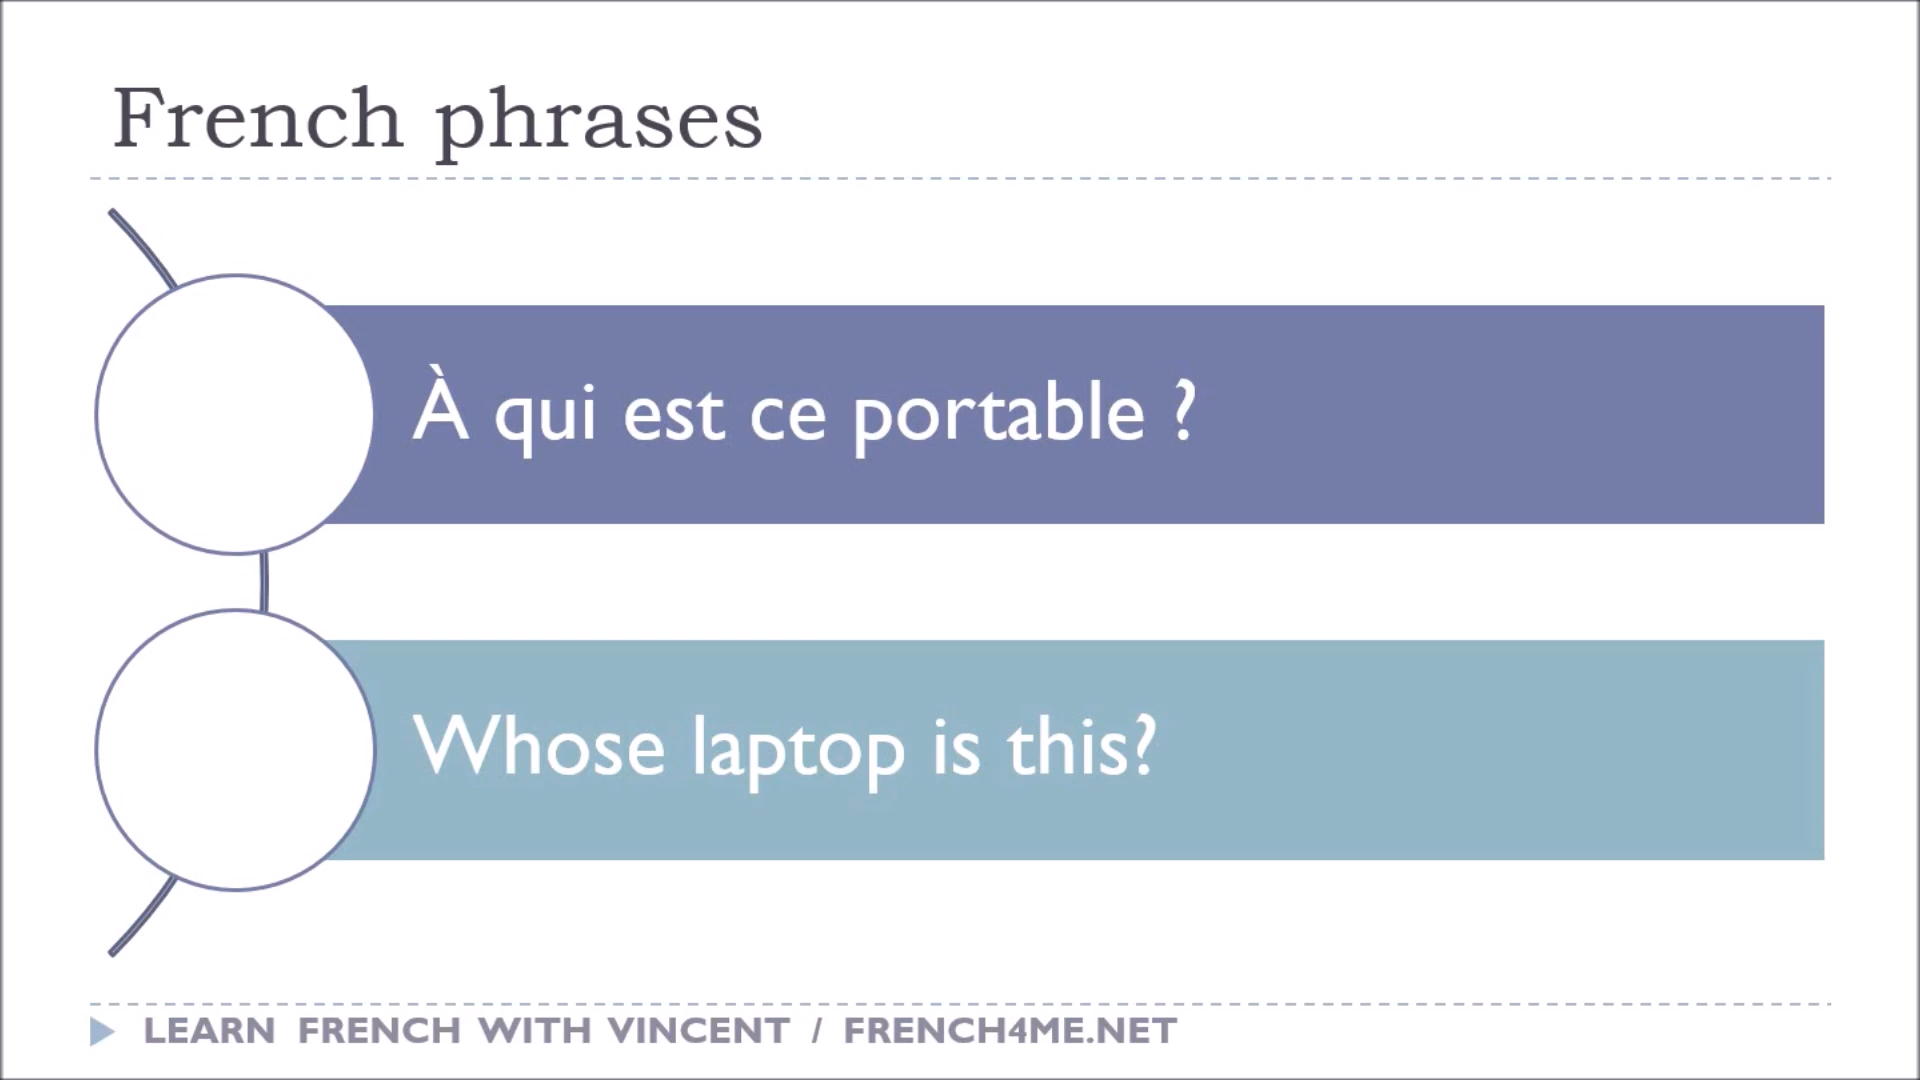 French phrases
À qui est ce portable ?
Whose laptop is this?
LEARN FRENCH WITH VINCENT / FRENCH4ME.NET